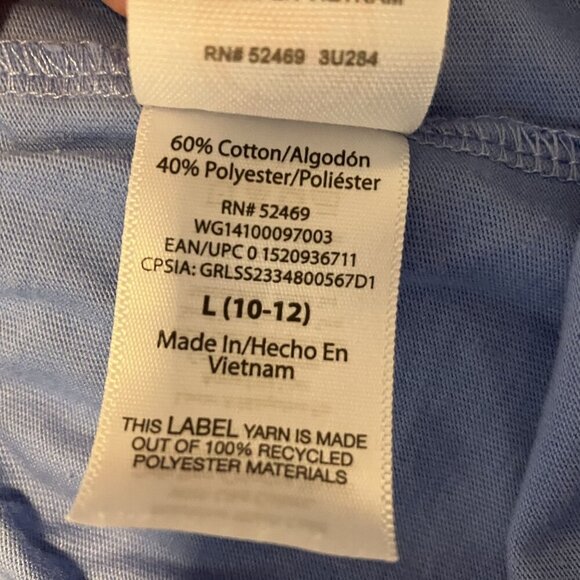 RN# 52469 3U284
60% Cotton/Algodón
40% Polyester/Poliéster
RN# 52469
WG14100097003
EAN/UPC 0 1520936711
CPSIA: GRLSS2334800567D1
L (10-12)
Made In/Hecho En
Vietnam
THIS LABEL YARN IS MADE
OUT OF 100% RECYCLED
POLYESTER MATERIALS